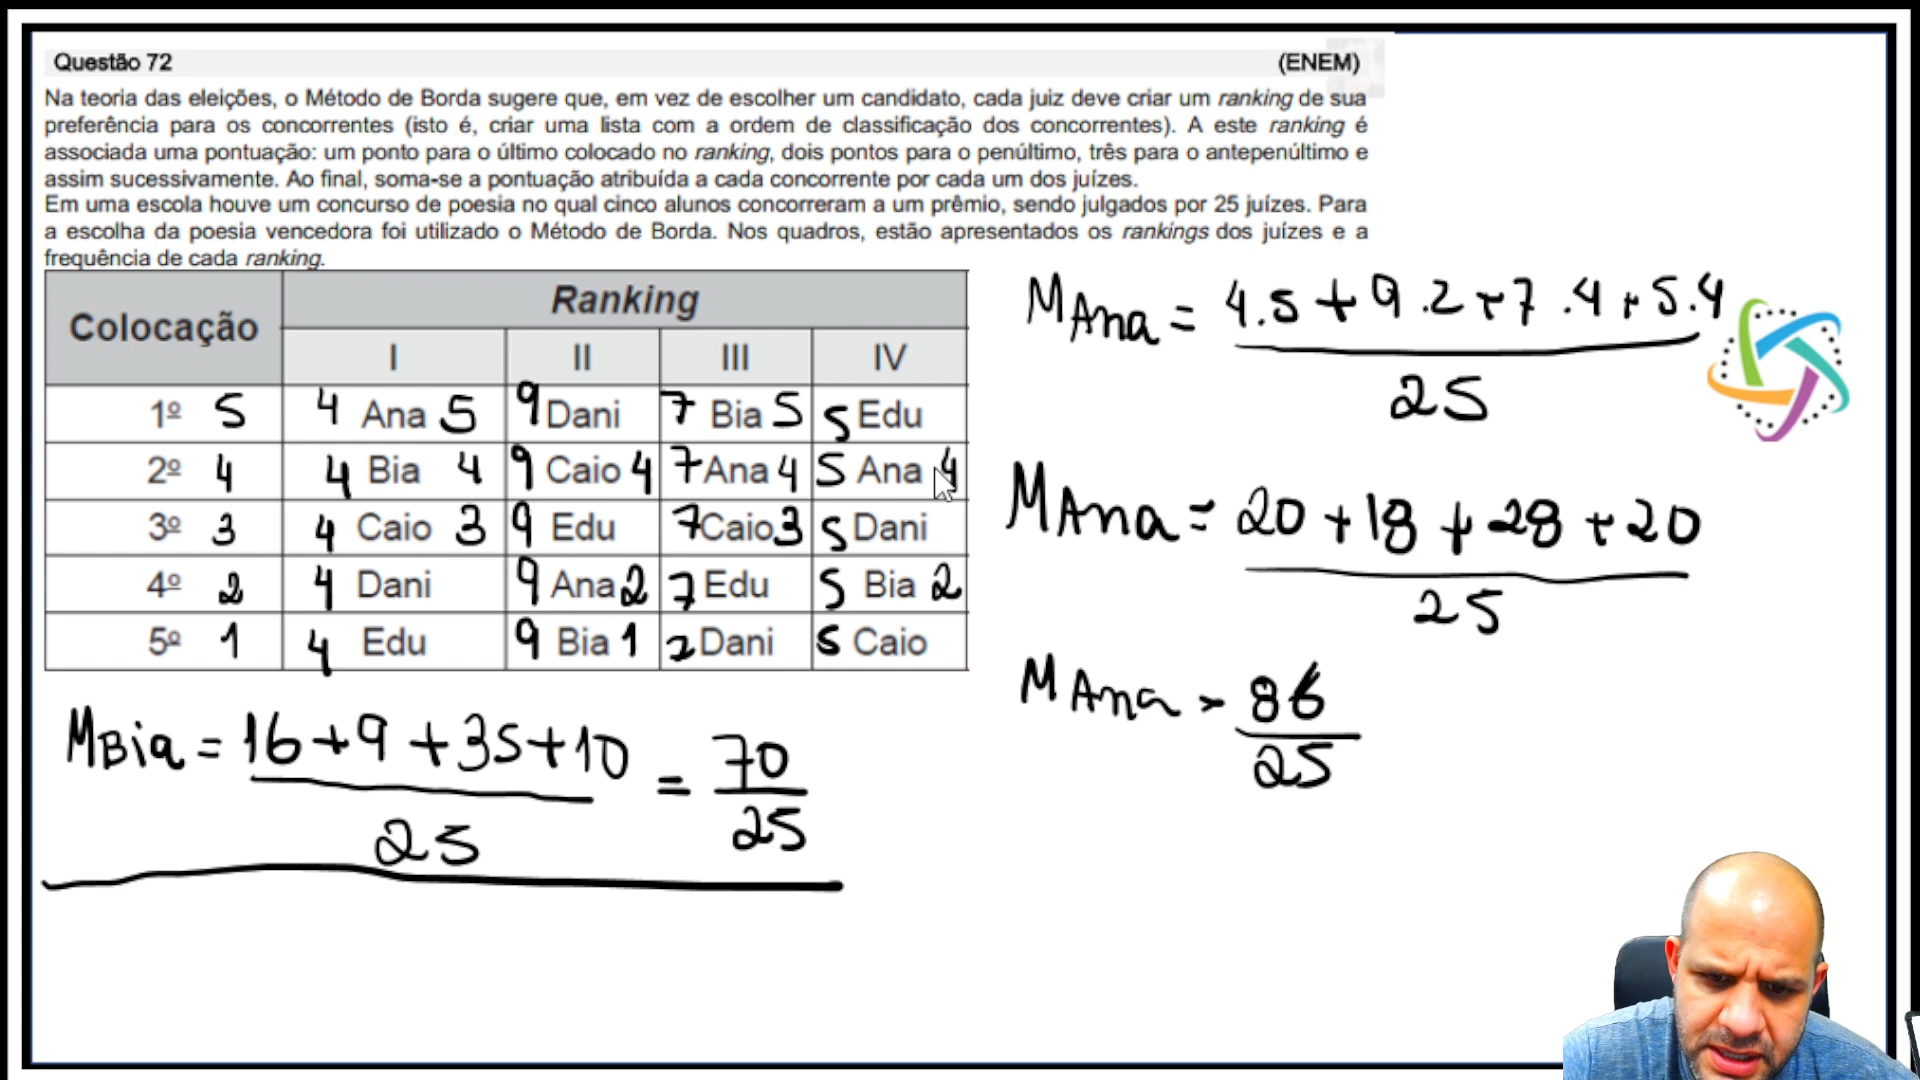 Questão 72 (ENEM)
Na teoria das eleições, o Método de Borda sugere que, em vez de escolher um candidato, cada juiz deve criar um ranking de sua
preferência para os concorrentes (isto é, criar uma lista com a ordem de classificação dos concorrentes). A este ranking é
associada uma pontuação: um ponto para o último colocado no ranking, dois pontos para o penúltimo, três para o antepenúltimo e
assim sucessivamente. Ao final, soma-se a pontuação atribuída a cada concorrente por cada um dos juízes.
Em uma escola houve um concurso de poesia no qual cinco alunos concorreram a um prêmio, sendo julgados por 25 juízes. Para
a escolha da poesia vencedora foi utilizado o Método de Borda. Nos quadros, estão apresentados os rankings dos juízes e a
frequência de cada ranking.
Colocação Ranking
I II III IV
1º 5 4 Ana 5 9 Dani 7 Bia 5 5 Edu
2º 4 4 Bia 4 9 Caio 4 7 Ana 4 5 Ana 4
3º 3 4 Caio 3 9 Edu 7 Caio 3 5 Dani
4º 2 4 Dani 9 Ana 2 7 Edu 5 Bia 2
5º 1 4 Edu 9 Bia 1 2 Dani 5 Caio
MBia = 16+9+35+10 = 70
25 25
MAna = 4.5+9.2+7.4+5.4
25
MAna = 20+18+28+20
25
MAna = 86
25